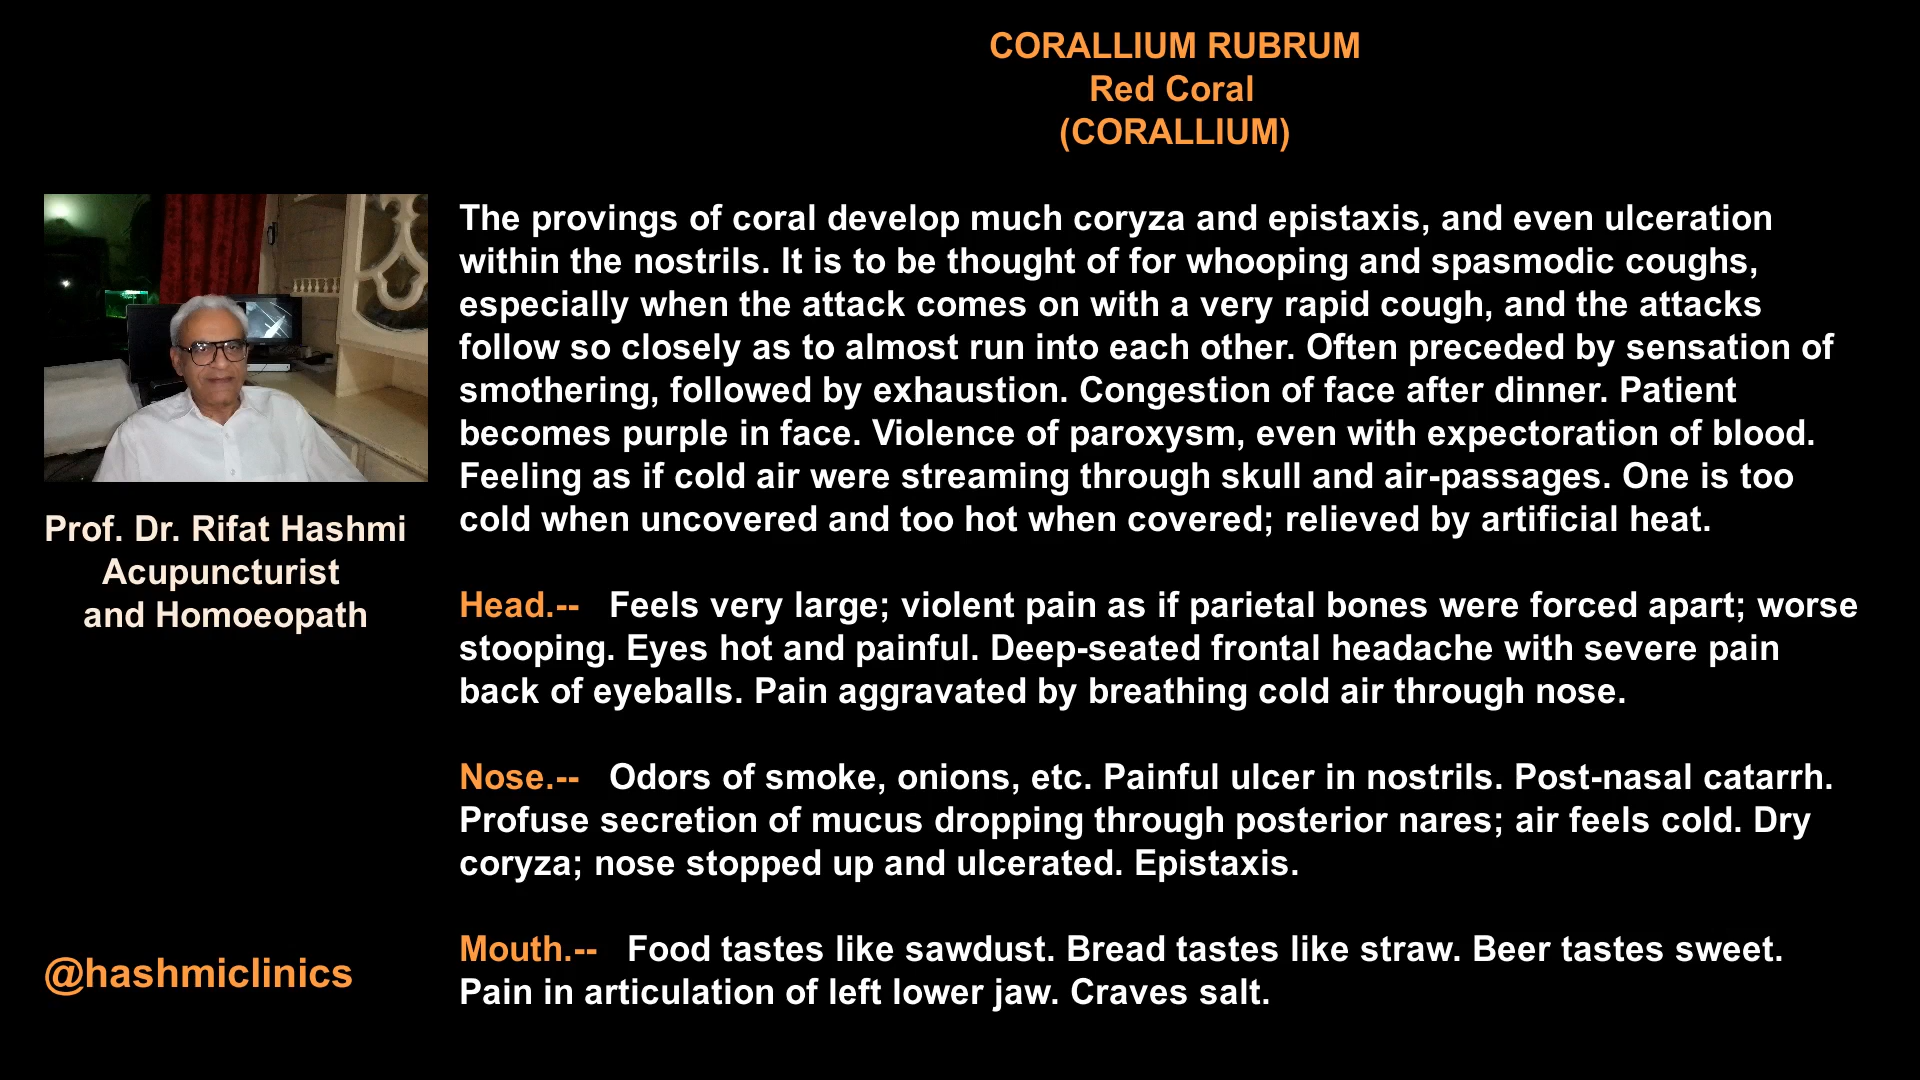 CORALLIUM RUBRUM
Red Coral
(CORALLIUM)
The provings of coral develop much coryza and epistaxis, and even ulceration
within the nostrils. It is to be thought of for whooping and spasmodic coughs,
especially when the attack comes on with a very rapid cough, and the attacks
follow so closely as to almost run into each other. Often preceded by sensation of
smothering, followed by exhaustion. Congestion of face after dinner. Patient
becomes purple in face. Violence of paroxysm, even with expectoration of blood.
Feeling as if cold air were streaming through skull and air-passages. One is too
cold when uncovered and too hot when covered; relieved by artificial heat.
Head.-- Feels very large; violent pain as if parietal bones were forced apart; worse
stooping. Eyes hot and painful. Deep-seated frontal headache with severe pain
back of eyeballs. Pain aggravated by breathing cold air through nose.
Nose.-- Odors of smoke, onions, etc. Painful ulcer in nostrils. Post-nasal catarrh.
Profuse secretion of mucus dropping through posterior nares; air feels cold. Dry
coryza; nose stopped up and ulcerated. Epistaxis.
Mouth.-- Food tastes like sawdust. Bread tastes like straw. Beer tastes sweet.
Pain in articulation of left lower jaw. Craves salt.
Prof. Dr. Rifat Hashmi
Acupuncturist
and Homoeopath
@hashmiclinics